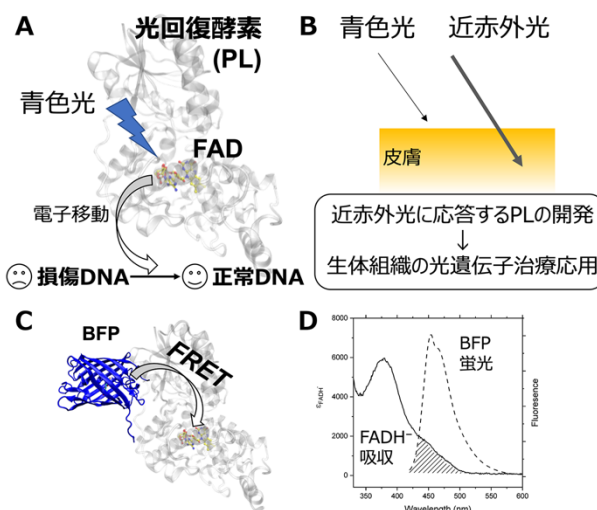 A
光回復酵素
(PL)
青色光
FAD
電子移動
損傷DNA
正常DNA
B
青色光
近赤外光
皮膚
近赤外光に応答するPLの開発
↓
生体組織の光遺伝子治療応用
C
BFP
FRET
D
8000
6000
4000
2000
0
εFADH⁻
BFP
蛍光
FADH⁻
吸収
Fluoresence
350
400
450
500
550
600
Wavelength (nm)